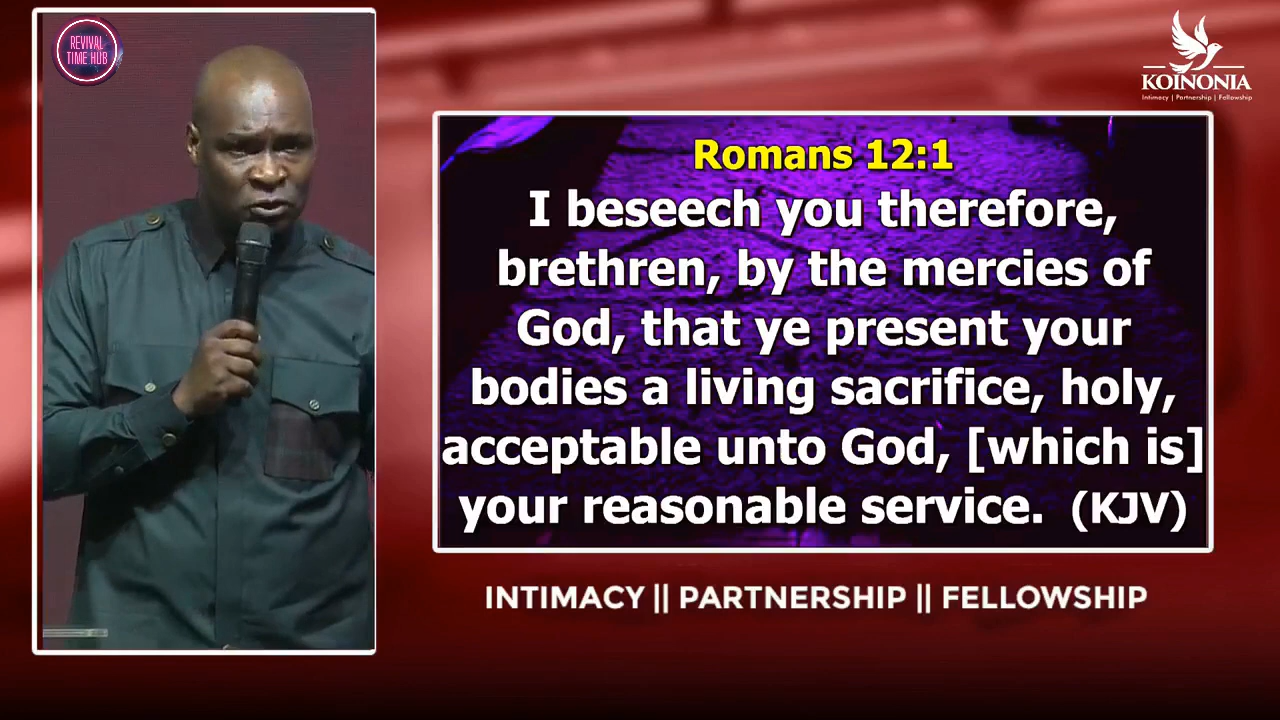 REVIVAL
TIME HUB
KOINONIA
Intimacy | Partnership | Fellowship
Romans 12:1
I beseech you therefore,
brethren, by the mercies of
God, that ye present your
bodies a living sacrifice, holy,
acceptable unto God, [which is]
your reasonable service.  (KJV)
INTIMACY || PARTNERSHIP || FELLOWSHIP